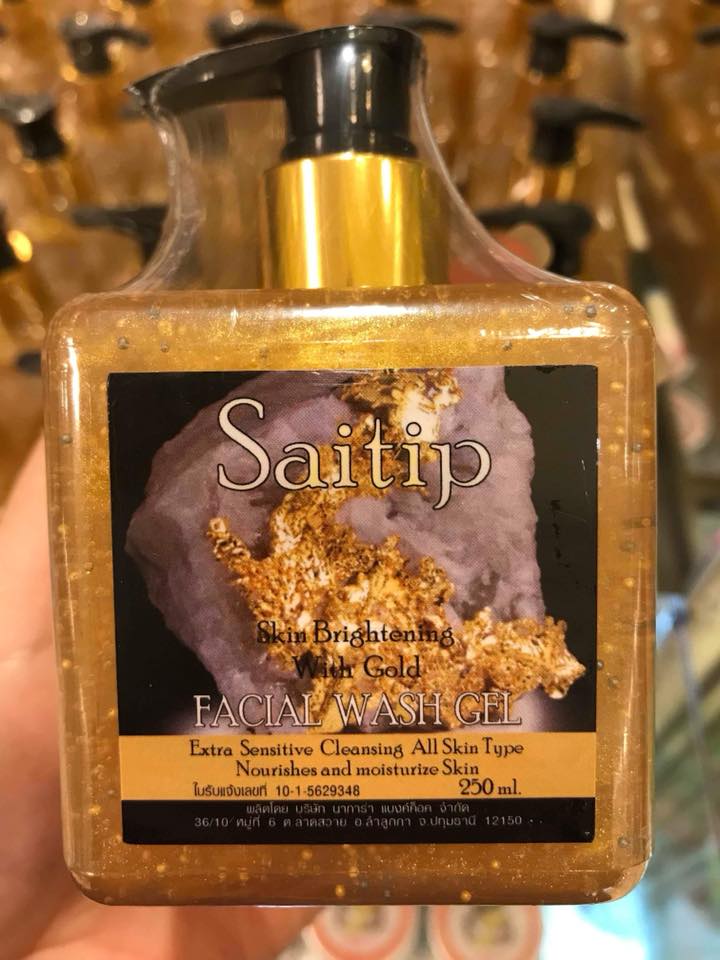 Saitip
Skin Brightening
With Gold
FACIAL WASH GEL
Extra Sensitive Cleansing All Skin Type
Nourishes and moisturize Skin
ใบรับแจ้งเลขที่ 10-1-5629348 250 ml.
ผลิตโดย บริษัท นาการ่า แบงค์ค็อค จำกัด
36/10 หมู่ที่ 6 ต.ลาดสวาย อ.ลำลูกกา จ.ปทุมธานี 12150